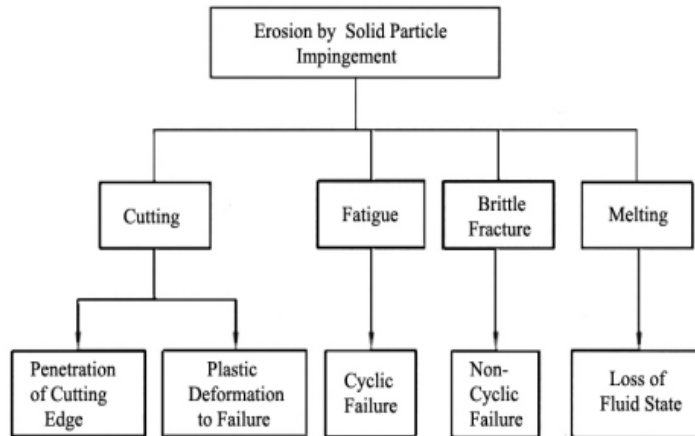 Erosion by Solid Particle
Impingement
Cutting
Fatigue
Brittle
Fracture
Melting
Penetration
of Cutting
Edge
Plastic
Deformation
to Failure
Cyclic
Failure
Non-
Cyclic
Failure
Loss of
Fluid State